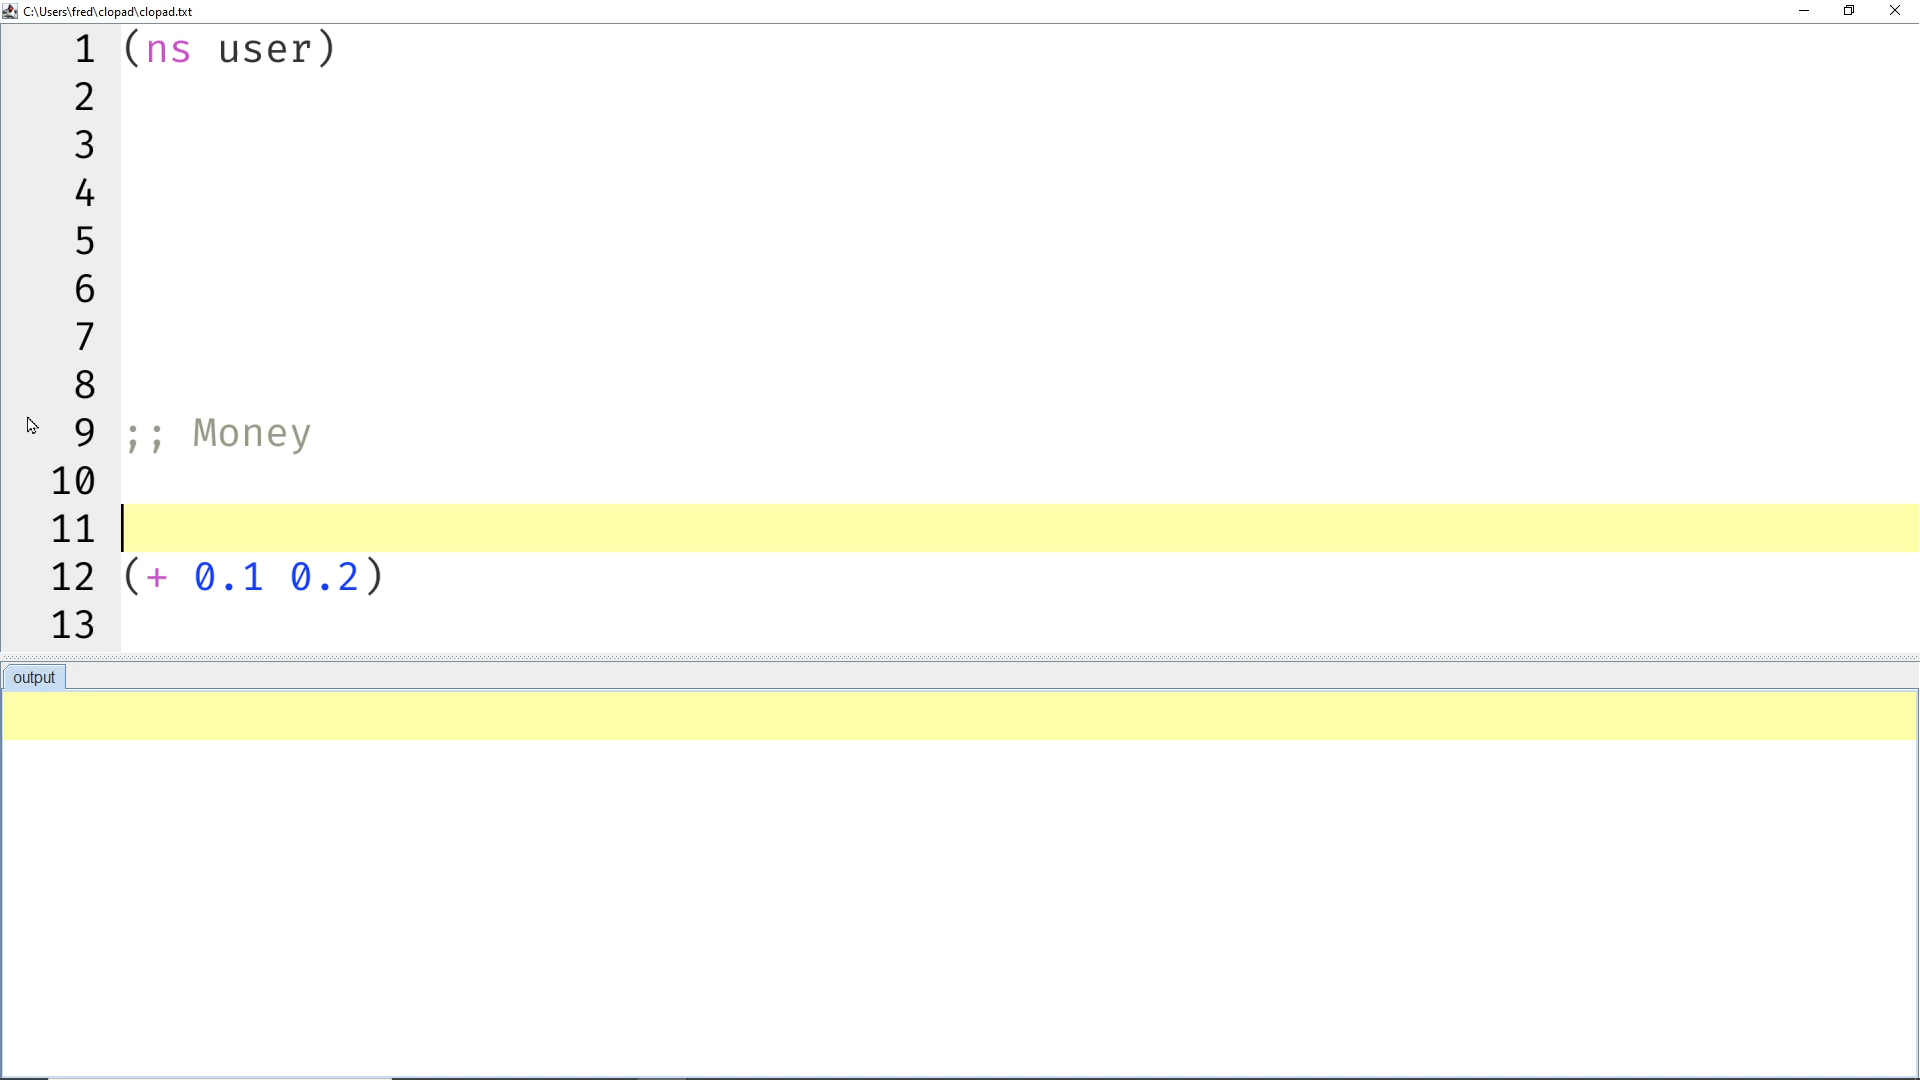 C:\Users\fred\clopad\clopad.txt
1 (ns user)
2
3
4
5
6
7
8
9 ;; Money
10
11
12 (+ 0.1 0.2)
13
output